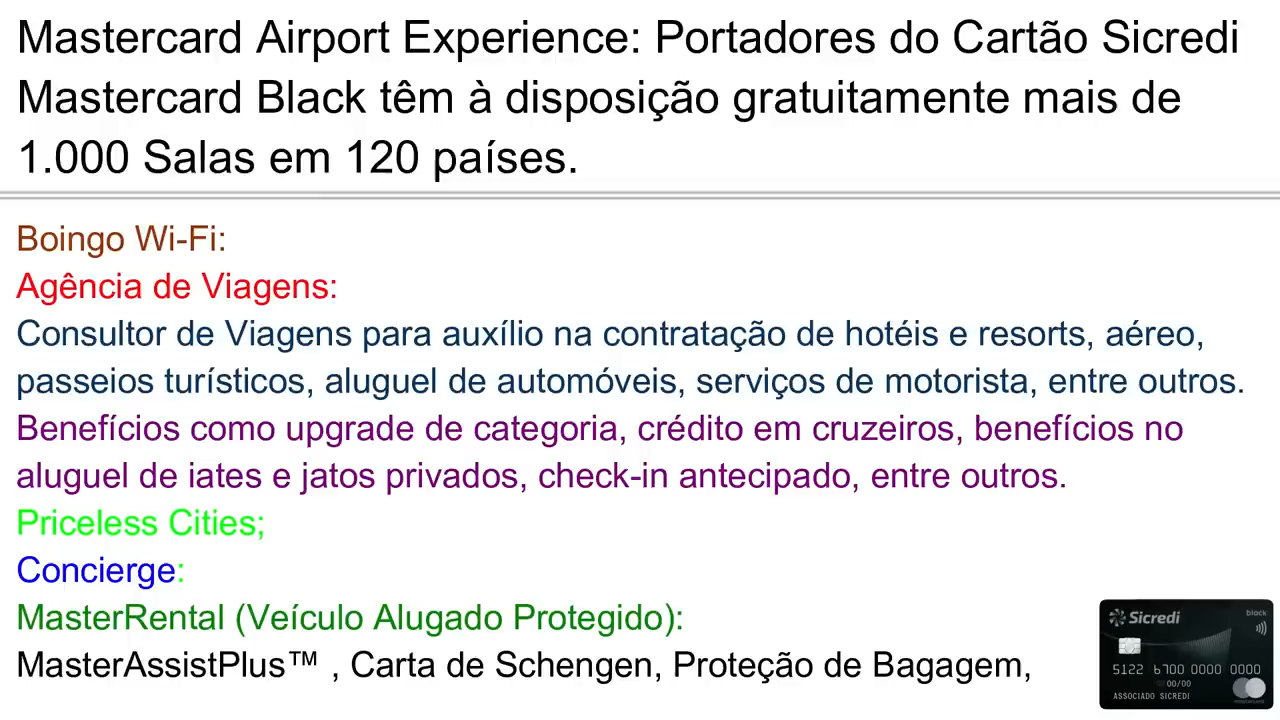 Mastercard Airport Experience: Portadores do Cartão Sicredi
Mastercard Black têm à disposição gratuitamente mais de
1.000 Salas em 120 países.
Boingo Wi-Fi:
Agência de Viagens:
Consultor de Viagens para auxílio na contratação de hotéis e resorts, aéreo,
passeios turísticos, aluguel de automóveis, serviços de motorista, entre outros.
Benefícios como upgrade de categoria, crédito em cruzeiros, benefícios no
aluguel de iates e jatos privados, check-in antecipado, entre outros.
Priceless Cities;
Concierge:
MasterRental (Veículo Alugado Protegido):
MasterAssistPlus™ , Carta de Schengen, Proteção de Bagagem,
Sicredi
black
5122 6700 0000 0000
00/00
ASSOCIADO SICREDI
mastercard